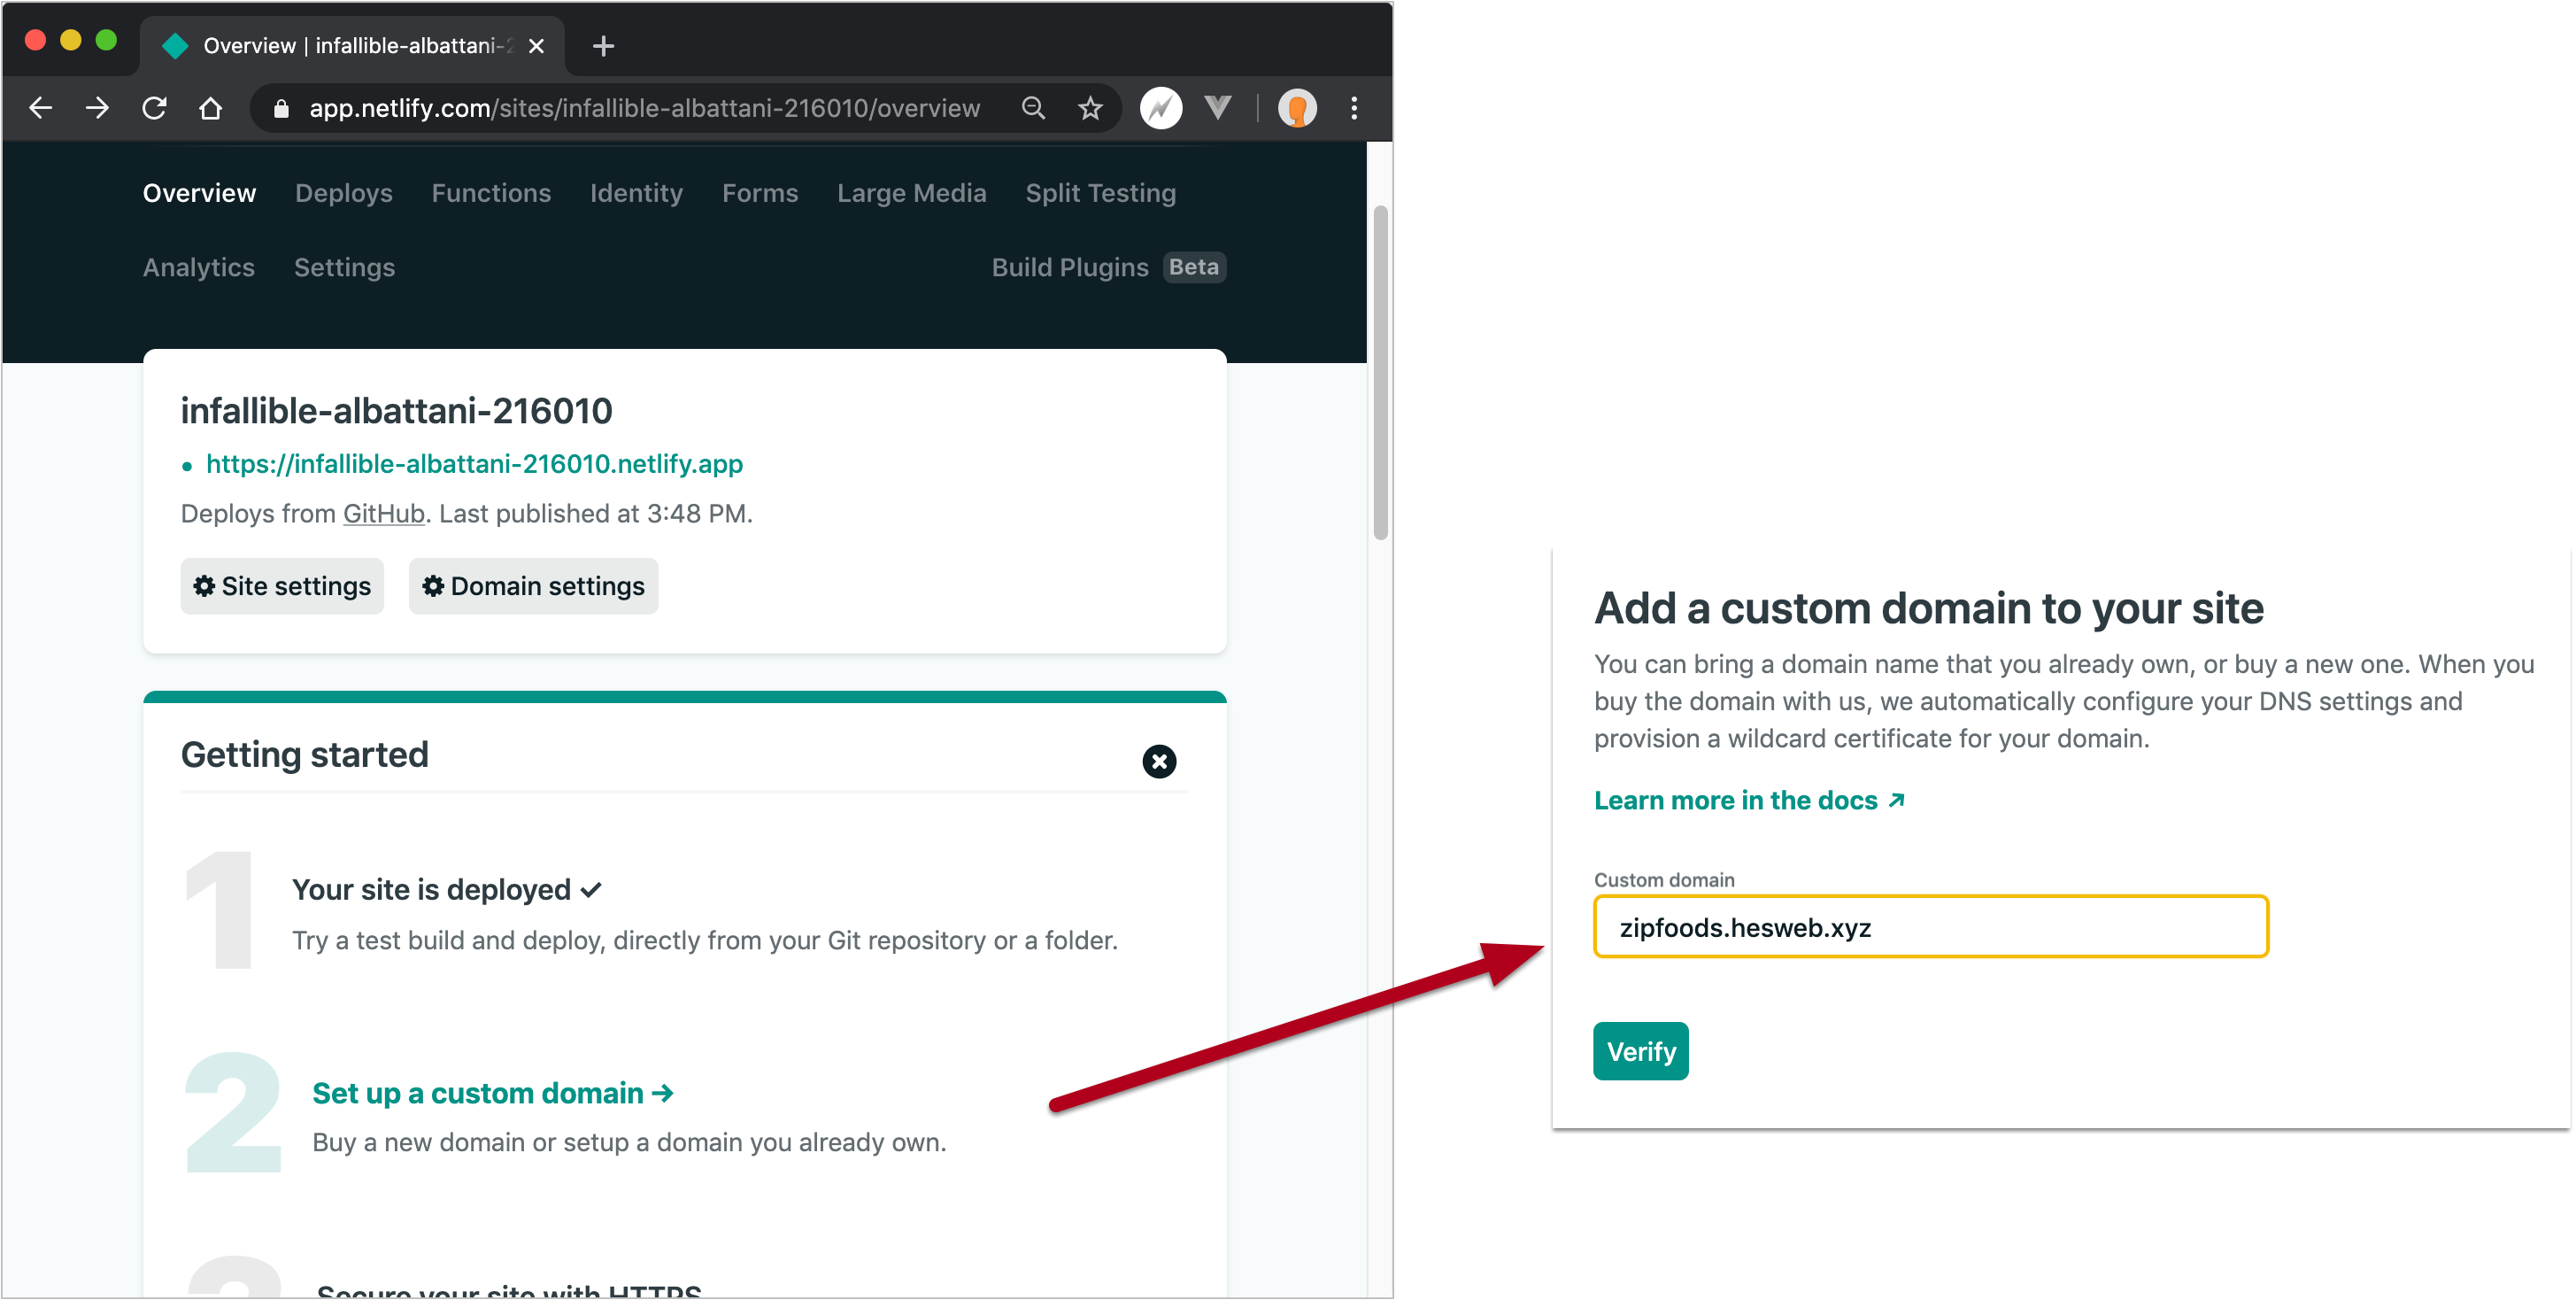 Overview | infallible-albattani-2
app.netlify.com/sites/infallible-albattani-216010/overview
Overview Deploys Functions Identity Forms Large Media Split Testing
Analytics Settings Build Plugins Beta
infallible-albattani-216010
https://infallible-albattani-216010.netlify.app
Deploys from GitHub. Last published at 3:48 PM.
Site settings Domain settings
Getting started
1
Your site is deployed
Try a test build and deploy, directly from your Git repository or a folder.
2
Set up a custom domain →
Buy a new domain or setup a domain you already own.
3
Secure your site with HTTPS
Add a custom domain to your site
You can bring a domain name that you already own, or buy a new one. When you
buy the domain with us, we automatically configure your DNS settings and
provision a wildcard certificate for your domain.
Learn more in the docs ↗
Custom domain
zipfoods.hesweb.xyz
Verify